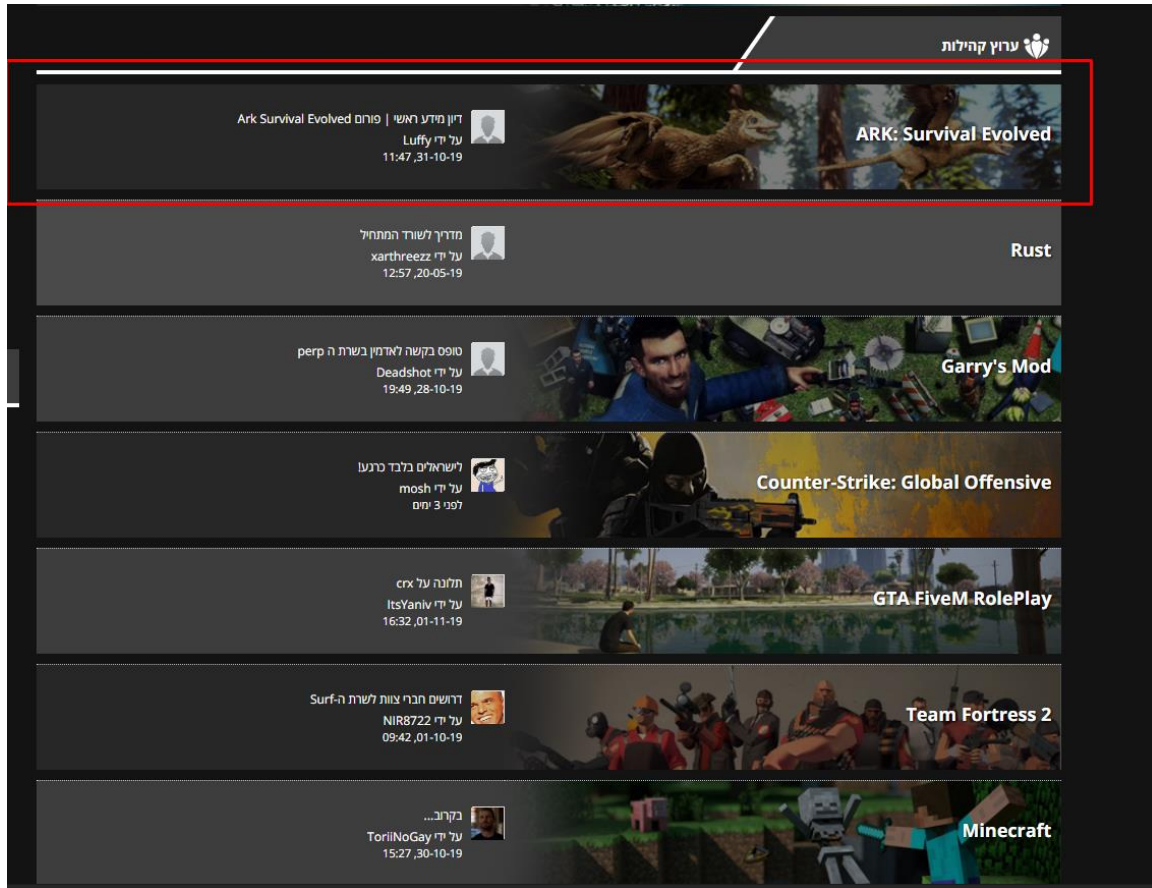 ערוץ קהילות
ARK: Survival Evolved
דיון מידע ראשי | פורום Ark Survival Evolved
על ידי Luffy
31-10-19, 11:47
Rust
מדריך לשורד המתחיל
על ידי xarthreezz
20-05-19, 12:57
Garry's Mod
טופס בקשה לאדמין בשרת ה perp
על ידי Deadshot
28-10-19, 19:49
Counter-Strike: Global Offensive
לישראלים בלבד כרגע!
על ידי mosh
לפני 3 ימים
GTA FiveM RolePlay
תלונה על crx
על ידי ItsYaniv
01-11-19, 16:32
Team Fortress 2
דרושים חברי צוות לשרת ה-Surf
על ידי NIR8722
01-10-19, 09:42
Minecraft
בקרוב...
על ידי ToriiNoGay
30-10-19, 15:27